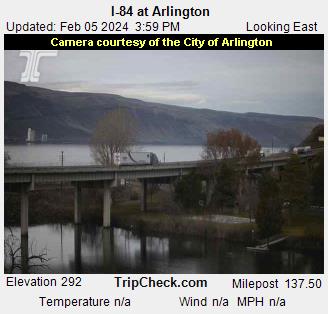 I-84 at Arlington
Updated: Feb 05 2024 3:59 PM Looking East
Camera courtesy of the City of Arlington
Elevation 292 TripCheck.com Milepost 137.50
Temperature n/a Wind n/a MPH n/a